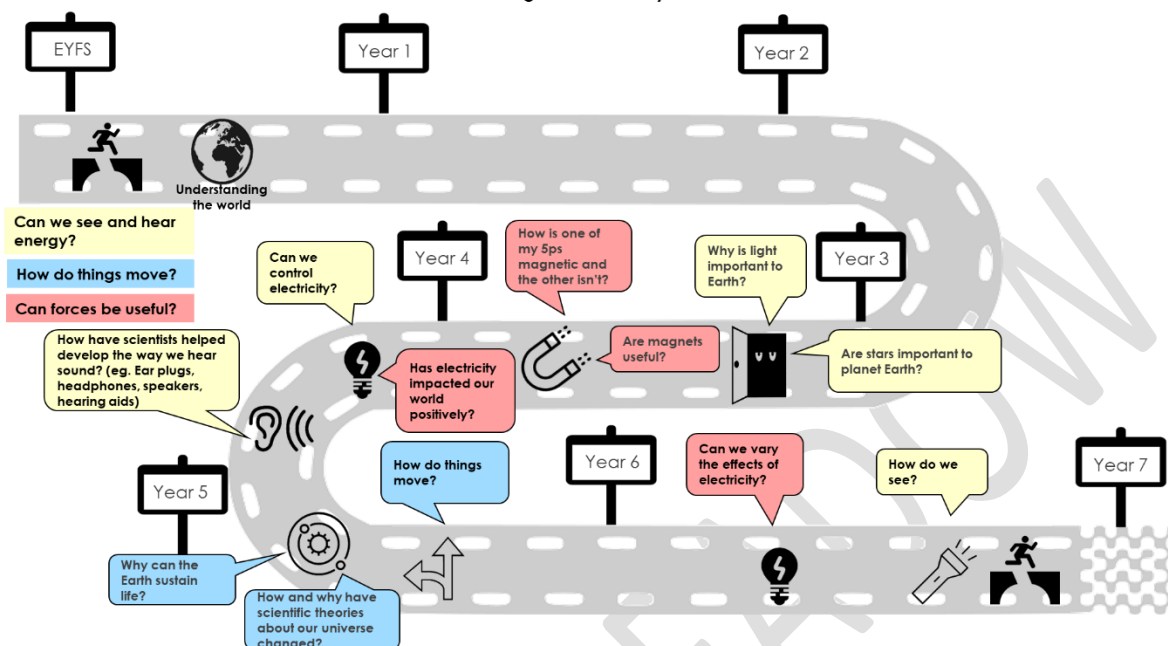 EYFS
Year 1
Year 2
Understanding
the world
Can we see and hear
energy?
How do things move?
Can forces be useful?
Can we
control
electricity?
Year 4
How is one of
my 5ps
magnetic and
the other isn't?
Why is light
important to
Earth?
Year 3
How have scientists helped
develop the way we hear
sound? (eg. Ear plugs,
headphones, speakers,
hearing aids)
Has electricity
impacted our
world
positively?
Are magnets
useful?
Are stars important to
planet Earth?
Year 5
How do things
move?
Year 6
Can we vary
the effects of
electricity?
How do we
see?
Year 7
Why can the
Earth sustain
life?
How and why have
scientific theories
about our universe
changed?